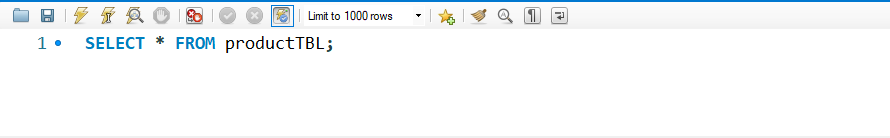 Limit to 1000 rows
1 SELECT * FROM productTBL;